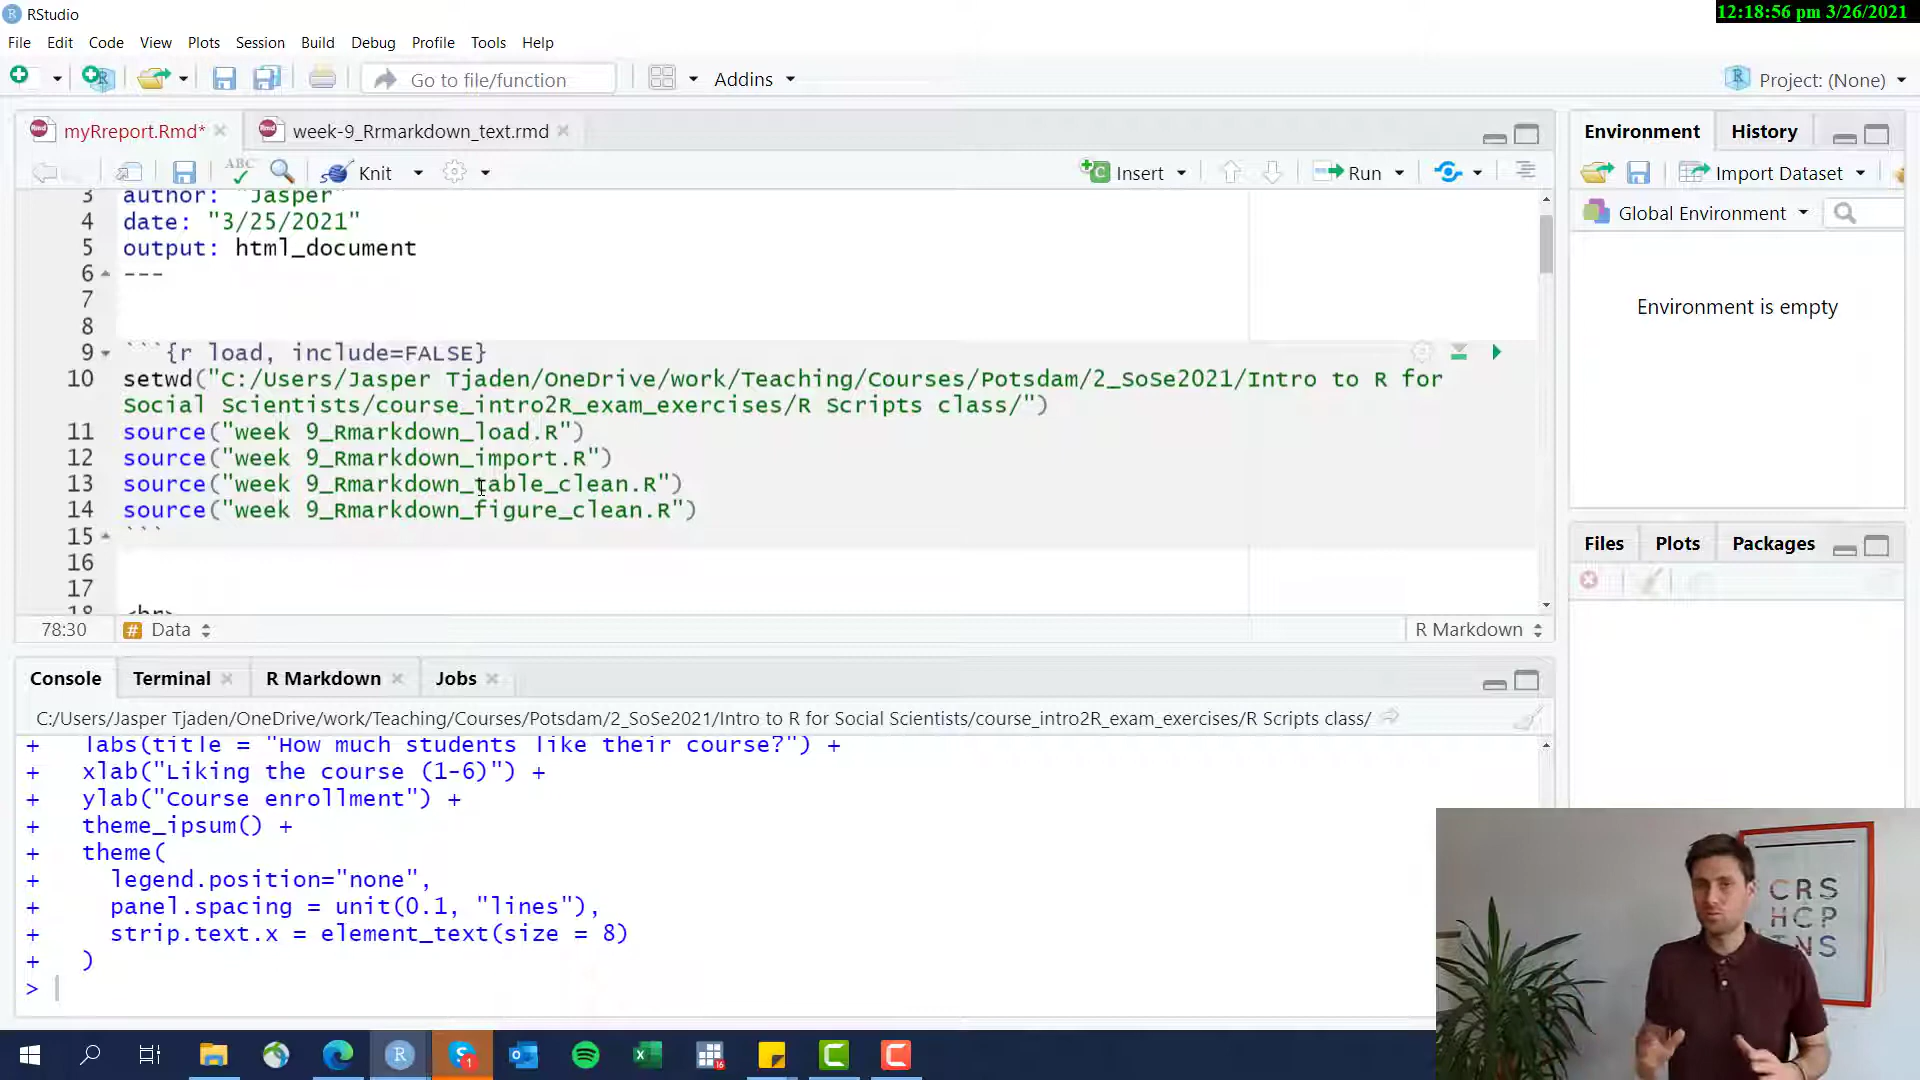 RStudio
12:18:56 pm 3/26/2021
File Edit Code View Plots Session Build Debug Profile Tools Help
Go to file/function Addins Project: (None)
myRreport.Rmd* week-9_Rrmarkdown_text.rmd
ABC Knit Insert Run
3 author: "Jasper"
4 date: "3/25/2021"
5 output: html_document
6 ---
7
8
9 ```{r load, include=FALSE}
10 setwd("C:/Users/Jasper Tjaden/OneDrive/work/Teaching/Courses/Potsdam/2_SoSe2021/Intro to R for
Social Scientists/course_intro2R_exam_exercises/R Scripts class/")
11 source("week 9_Rmarkdown_load.R")
12 source("week 9_Rmarkdown_import.R")
13 source("week 9_Rmarkdown_table_clean.R")
14 source("week 9_Rmarkdown_figure_clean.R")
15 ```
16
17
18 <br>
78:30 # Data R Markdown
Environment History
Import Dataset
Global Environment
Environment is empty
Files Plots Packages
Console Terminal R Markdown Jobs
C:/Users/Jasper Tjaden/OneDrive/work/Teaching/Courses/Potsdam/2_SoSe2021/Intro to R for Social Scientists/course_intro2R_exam_exercises/R Scripts class/
+ labs(title = "How much students like their course?") +
+ xlab("Liking the course (1-6)") +
+ ylab("Course enrollment") +
+ theme_ipsum() +
+ theme(
+ legend.position="none",
+ panel.spacing = unit(0.1, "lines"),
+ strip.text.x = element_text(size = 8)
+ )
>
CRS
HCP
TNS